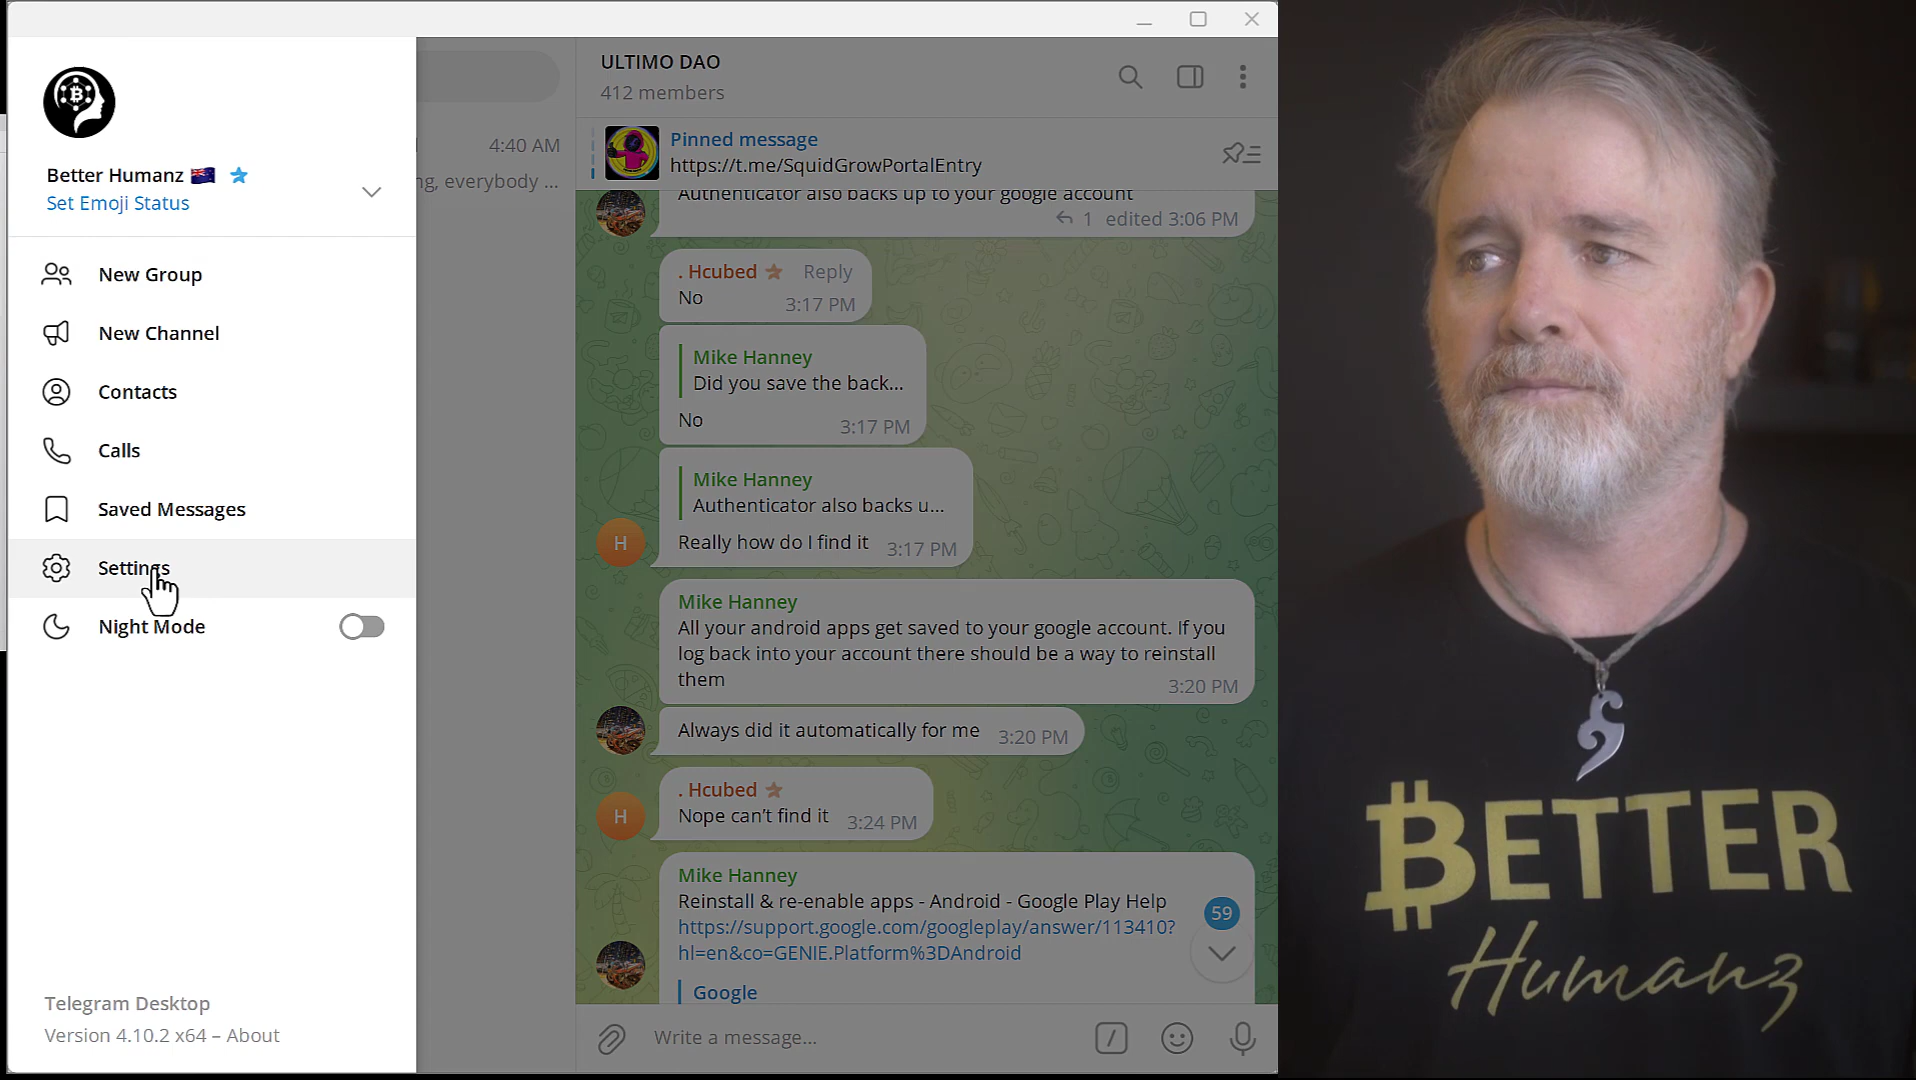 Better Humanz
Set Emoji Status
New Group
New Channel
Contacts
Calls
Saved Messages
Settings
Night Mode
Telegram Desktop
Version 4.10.2 x64 – About
4:40 AM
ng, everybody ...
ULTIMO DAO
412 members
Pinned message
https://t.me/SquidGrowPortalEntry
Authenticator also backs up to your google account
1 edited 3:06 PM
. Hcubed Reply
No 3:17 PM
Mike Hanney
Did you save the back...
No 3:17 PM
Mike Hanney
Authenticator also backs u...
H
Really how do I find it 3:17 PM
Mike Hanney
All your android apps get saved to your google account. If you
log back into your account there should be a way to reinstall
them 3:20 PM
Always did it automatically for me 3:20 PM
. Hcubed
H
Nope can't find it 3:24 PM
Mike Hanney
Reinstall & re-enable apps - Android - Google Play Help
59
https://support.google.com/googleplay/answer/113410?
hl=en&co=GENIE.Platform%3DAndroid
Google
Write a message...
₿ETTER
Humanz